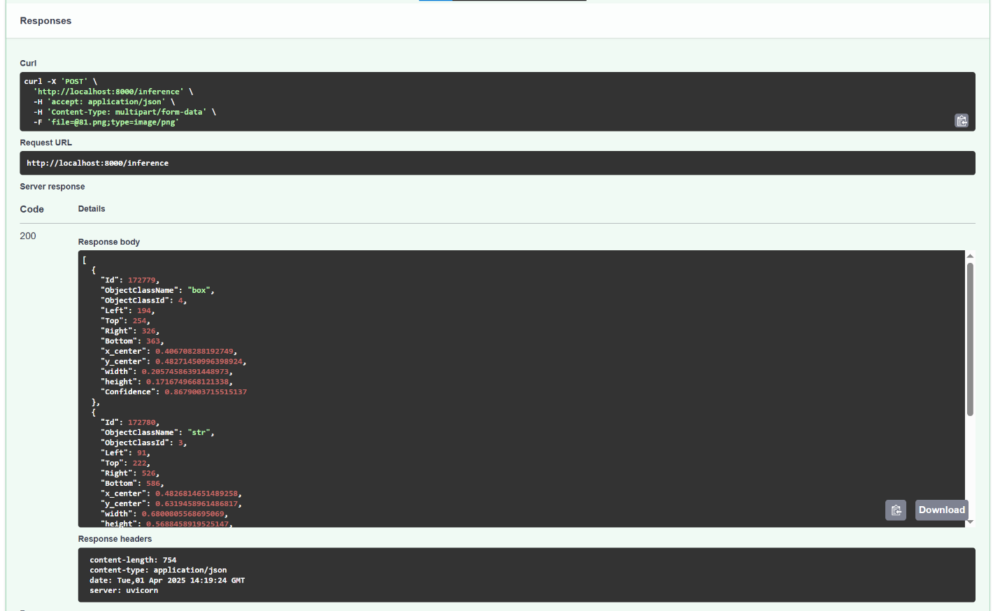 Responses
Curl
curl -X 'POST' \
'http://localhost:8000/inference' \
-H 'accept: application/json' \
-H 'Content-Type: multipart/form-data' \
-F 'file=@81.png;type=image/png'
Request URL
http://localhost:8000/inference
Server response
Code Details
200
Response body
[
{
"Id": 172779,
"ObjectClassName": "box",
"ObjectClassId": 4,
"Left": 194,
"Top": 254,
"Right": 326,
"Bottom": 363,
"x_center": 0.406708288192749,
"y_center": 0.48271450996398924,
"width": 0.20574586391448973,
"height": 0.1716749668121338,
"Confidence": 0.8679003715515137
},
{
"Id": 172780,
"ObjectClassName": "str",
"ObjectClassId": 3,
"Left": 91,
"Top": 222,
"Right": 526,
"Bottom": 586,
"x_center": 0.4826814651489258,
"y_center": 0.6319458961486817,
"width": 0.6800805568695069,
"height": 0.5688458919525147,
Download
Response headers
content-length: 754
content-type: application/json
date: Tue,01 Apr 2025 14:19:24 GMT
server: uvicorn